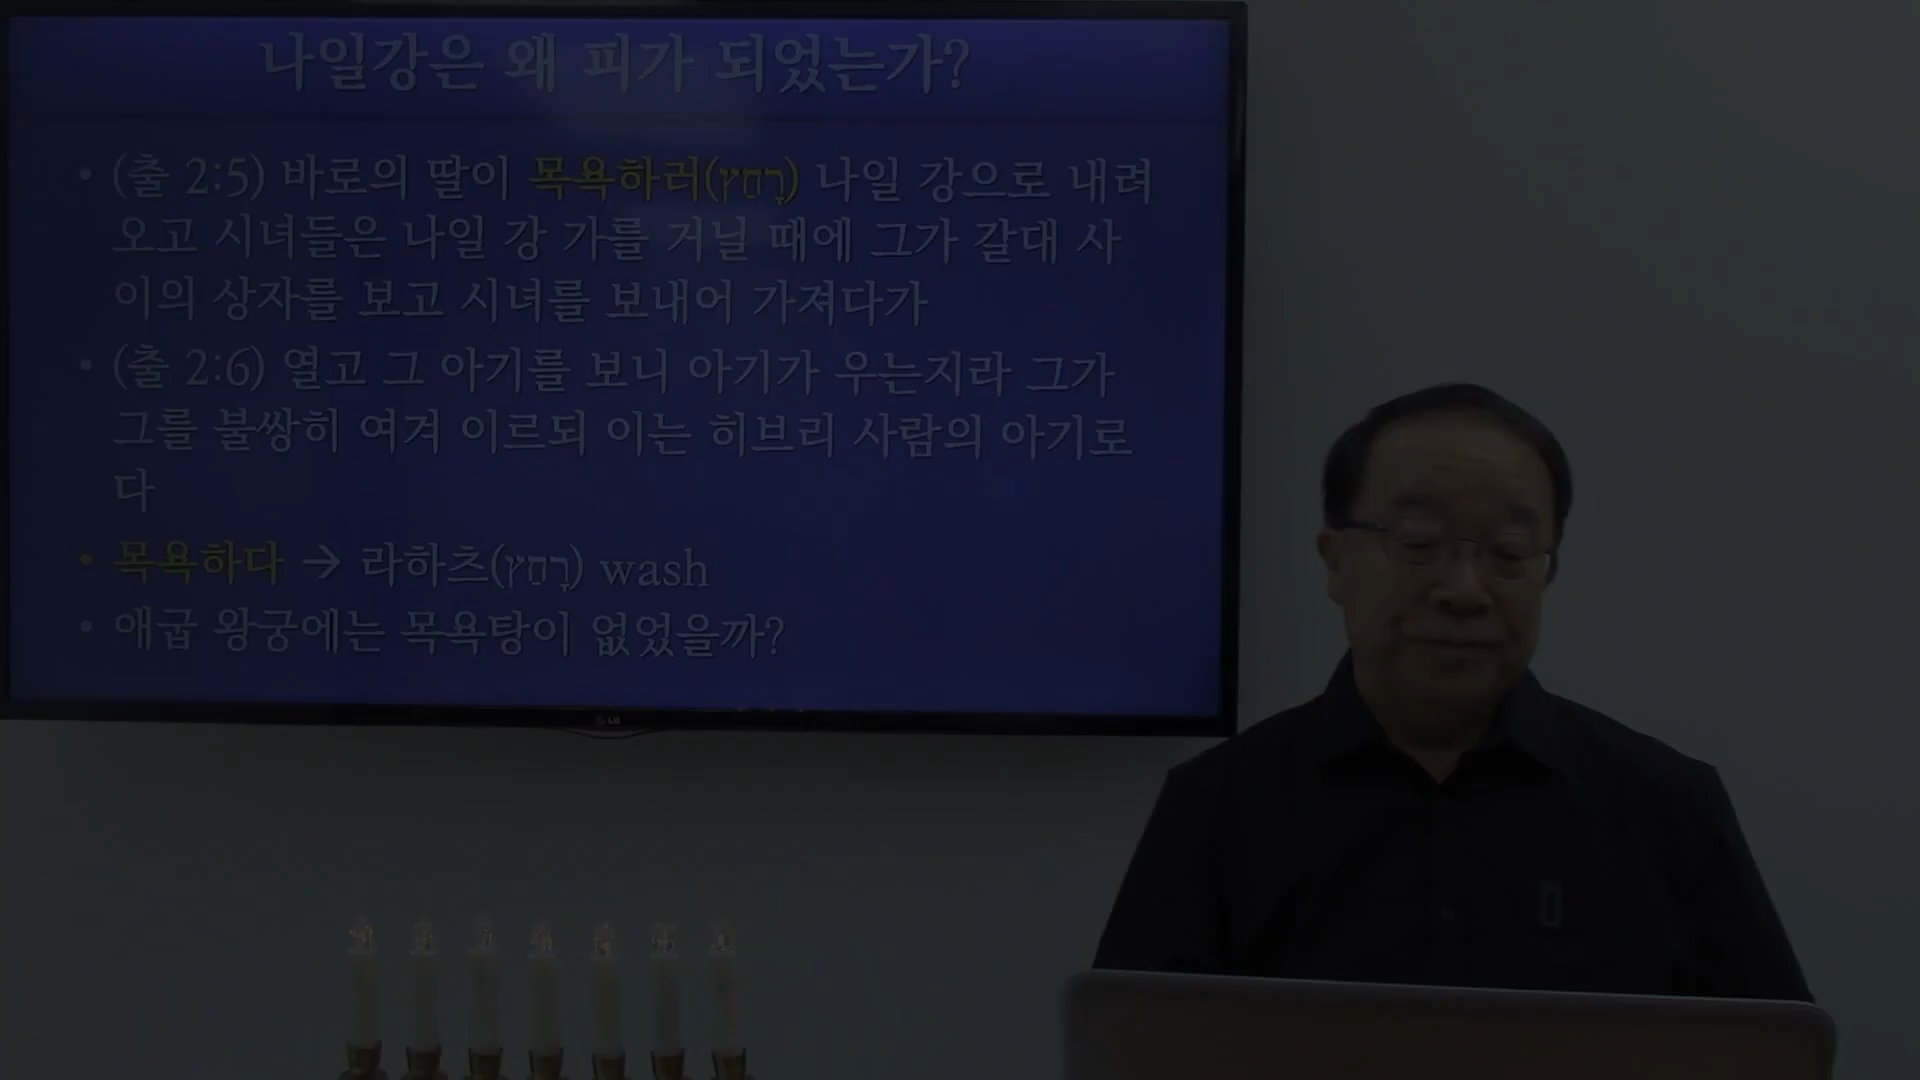 나일강은 왜 피가 되었는가?
• (출 2:5) 바로의 딸이 목욕하러(רָחַץ) 나일 강으로 내려
오고 시녀들은 나일 강 가를 거닐 때에 그가 갈대 사
이의 상자를 보고 시녀를 보내어 가져다가
• (출 2:6) 열고 그 아기를 보니 아기가 우는지라 그가
그를 불쌍히 여겨 이르되 이는 히브리 사람의 아기로
다
• 목욕하다 → 라하츠(רָחַץ) wash
• 애굽 왕궁에는 목욕탕이 없었을까?
LG